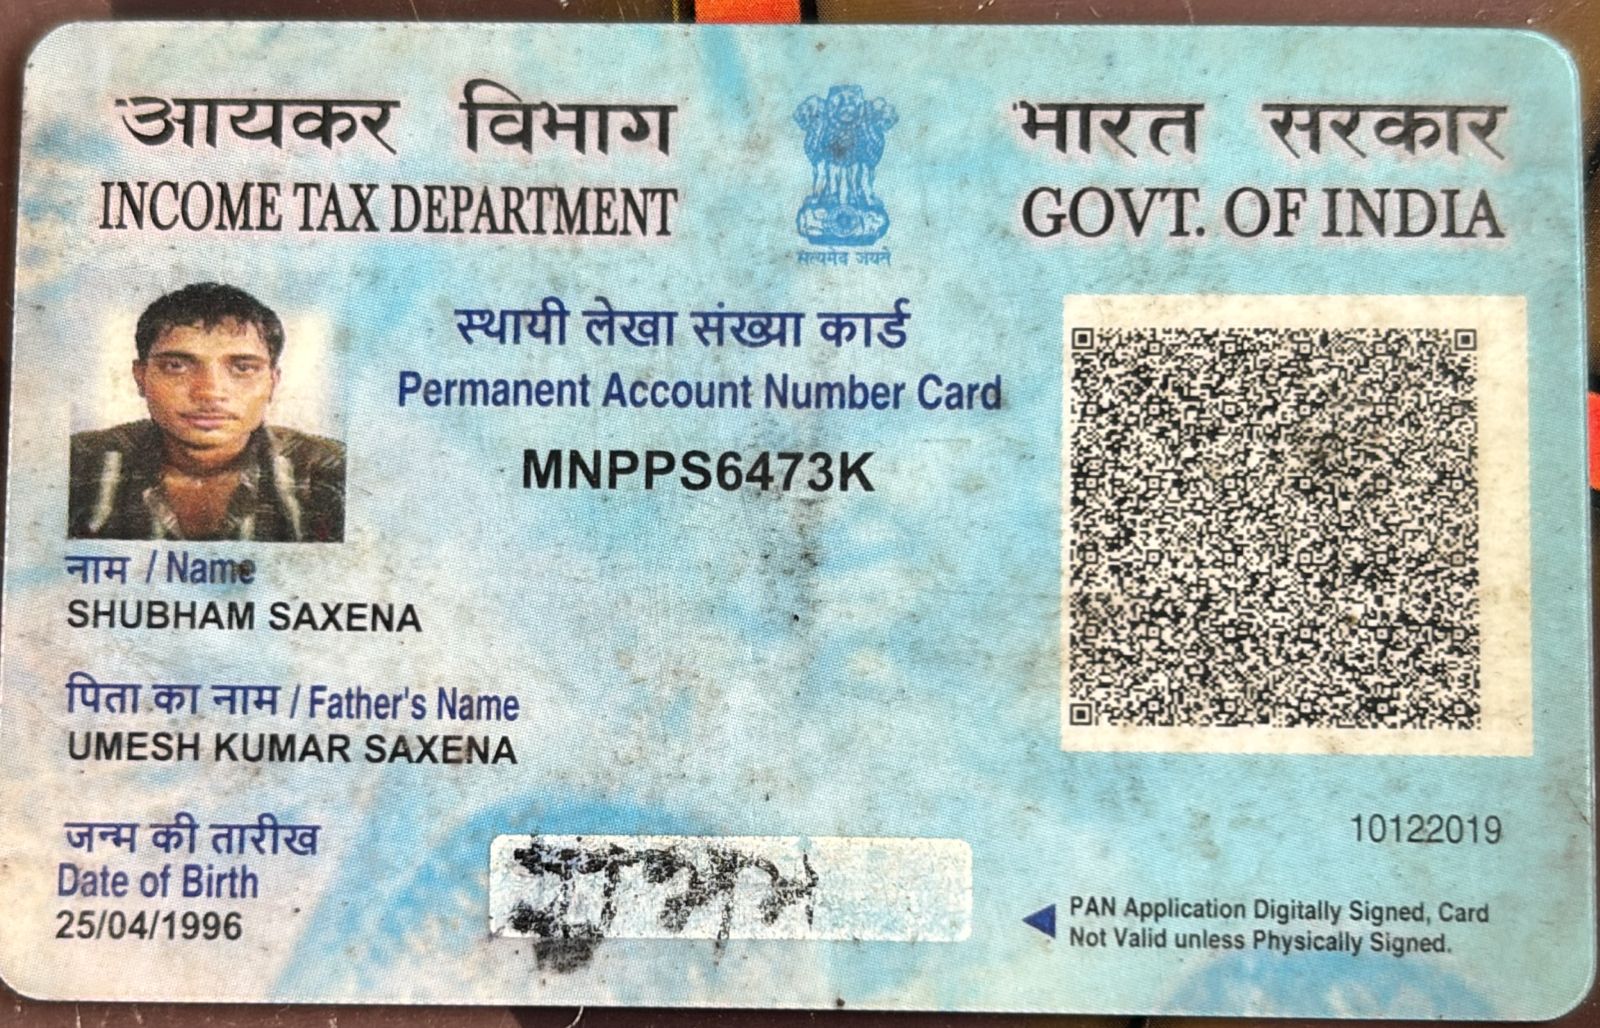 आयकर विभाग
INCOME TAX DEPARTMENT
सत्यमेव जयते
भारत सरकार
GOVT. OF INDIA
स्थायी लेखा संख्या कार्ड
Permanent Account Number Card
MNPPS6473K
नाम / Name
SHUBHAM SAXENA
पिता का नाम / Father's Name
UMESH KUMAR SAXENA
जन्म की तारीख
Date of Birth
25/04/1996
10122019
PAN Application Digitally Signed, Card
Not Valid unless Physically Signed.